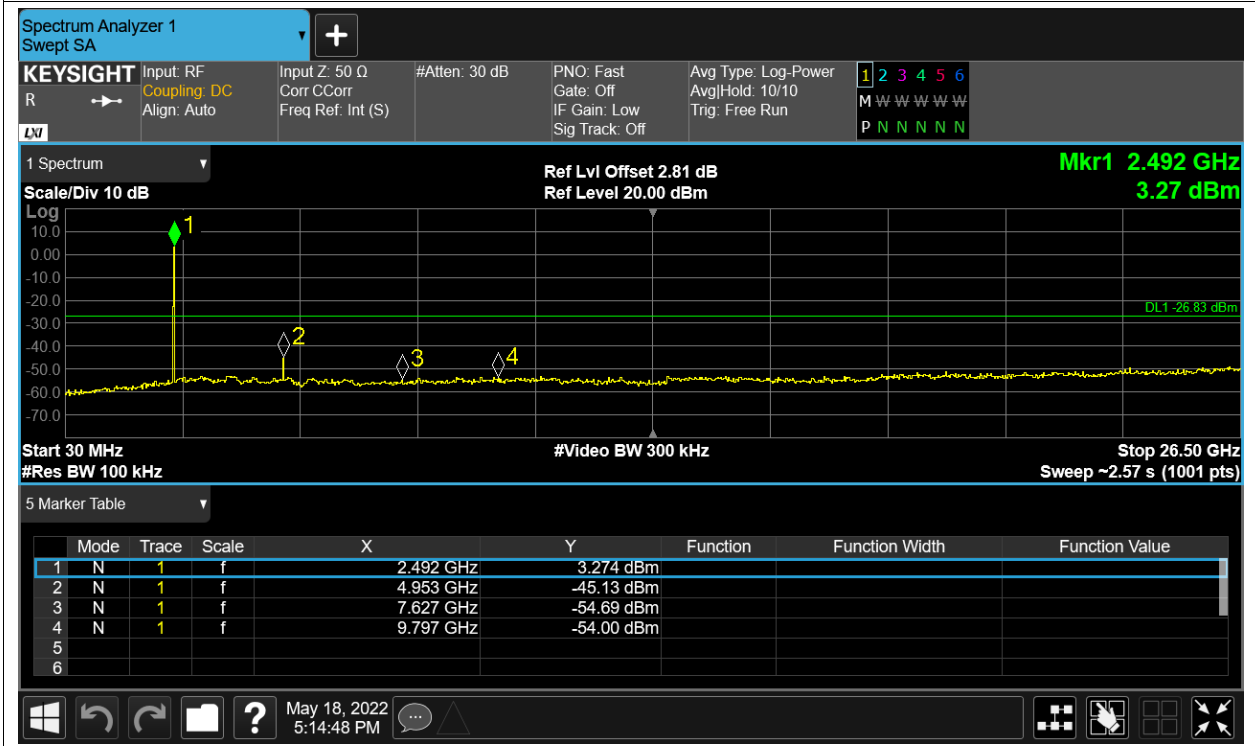 Spectrum Analyzer 1
Swept SA
KEYSIGHT
R
LXI
Input: RF
Coupling: DC
Align: Auto
Input Z: 50 Ω
Corr CCorr
Freq Ref: Int (S)
#Atten: 30 dB
PNO: Fast
Gate: Off
IF Gain: Low
Sig Track: Off
Avg Type: Log-Power
Avg|Hold: 10/10
Trig: Free Run
1 2 3 4 5 6
M W W W W W
P N N N N N
1 Spectrum
Scale/Div 10 dB
Ref Lvl Offset 2.81 dB
Ref Level 20.00 dBm
Mkr1 2.492 GHz
3.27 dBm
Log
10.0
0.00
-10.0
-20.0
-30.0
-40.0
-50.0
-60.0
-70.0
1
2
3
4
DL1 -26.83 dBm
Start 30 MHz
#Res BW 100 kHz
#Video BW 300 kHz
Stop 26.50 GHz
Sweep ~2.57 s (1001 pts)
5 Marker Table
Mode Trace Scale X Y Function Function Width Function Value
1 N 1 f 2.492 GHz 3.274 dBm
2 N 1 f 4.953 GHz -45.13 dBm
3 N 1 f 7.627 GHz -54.69 dBm
4 N 1 f 9.797 GHz -54.00 dBm
5
6
?
May 18, 2022
5:14:48 PM